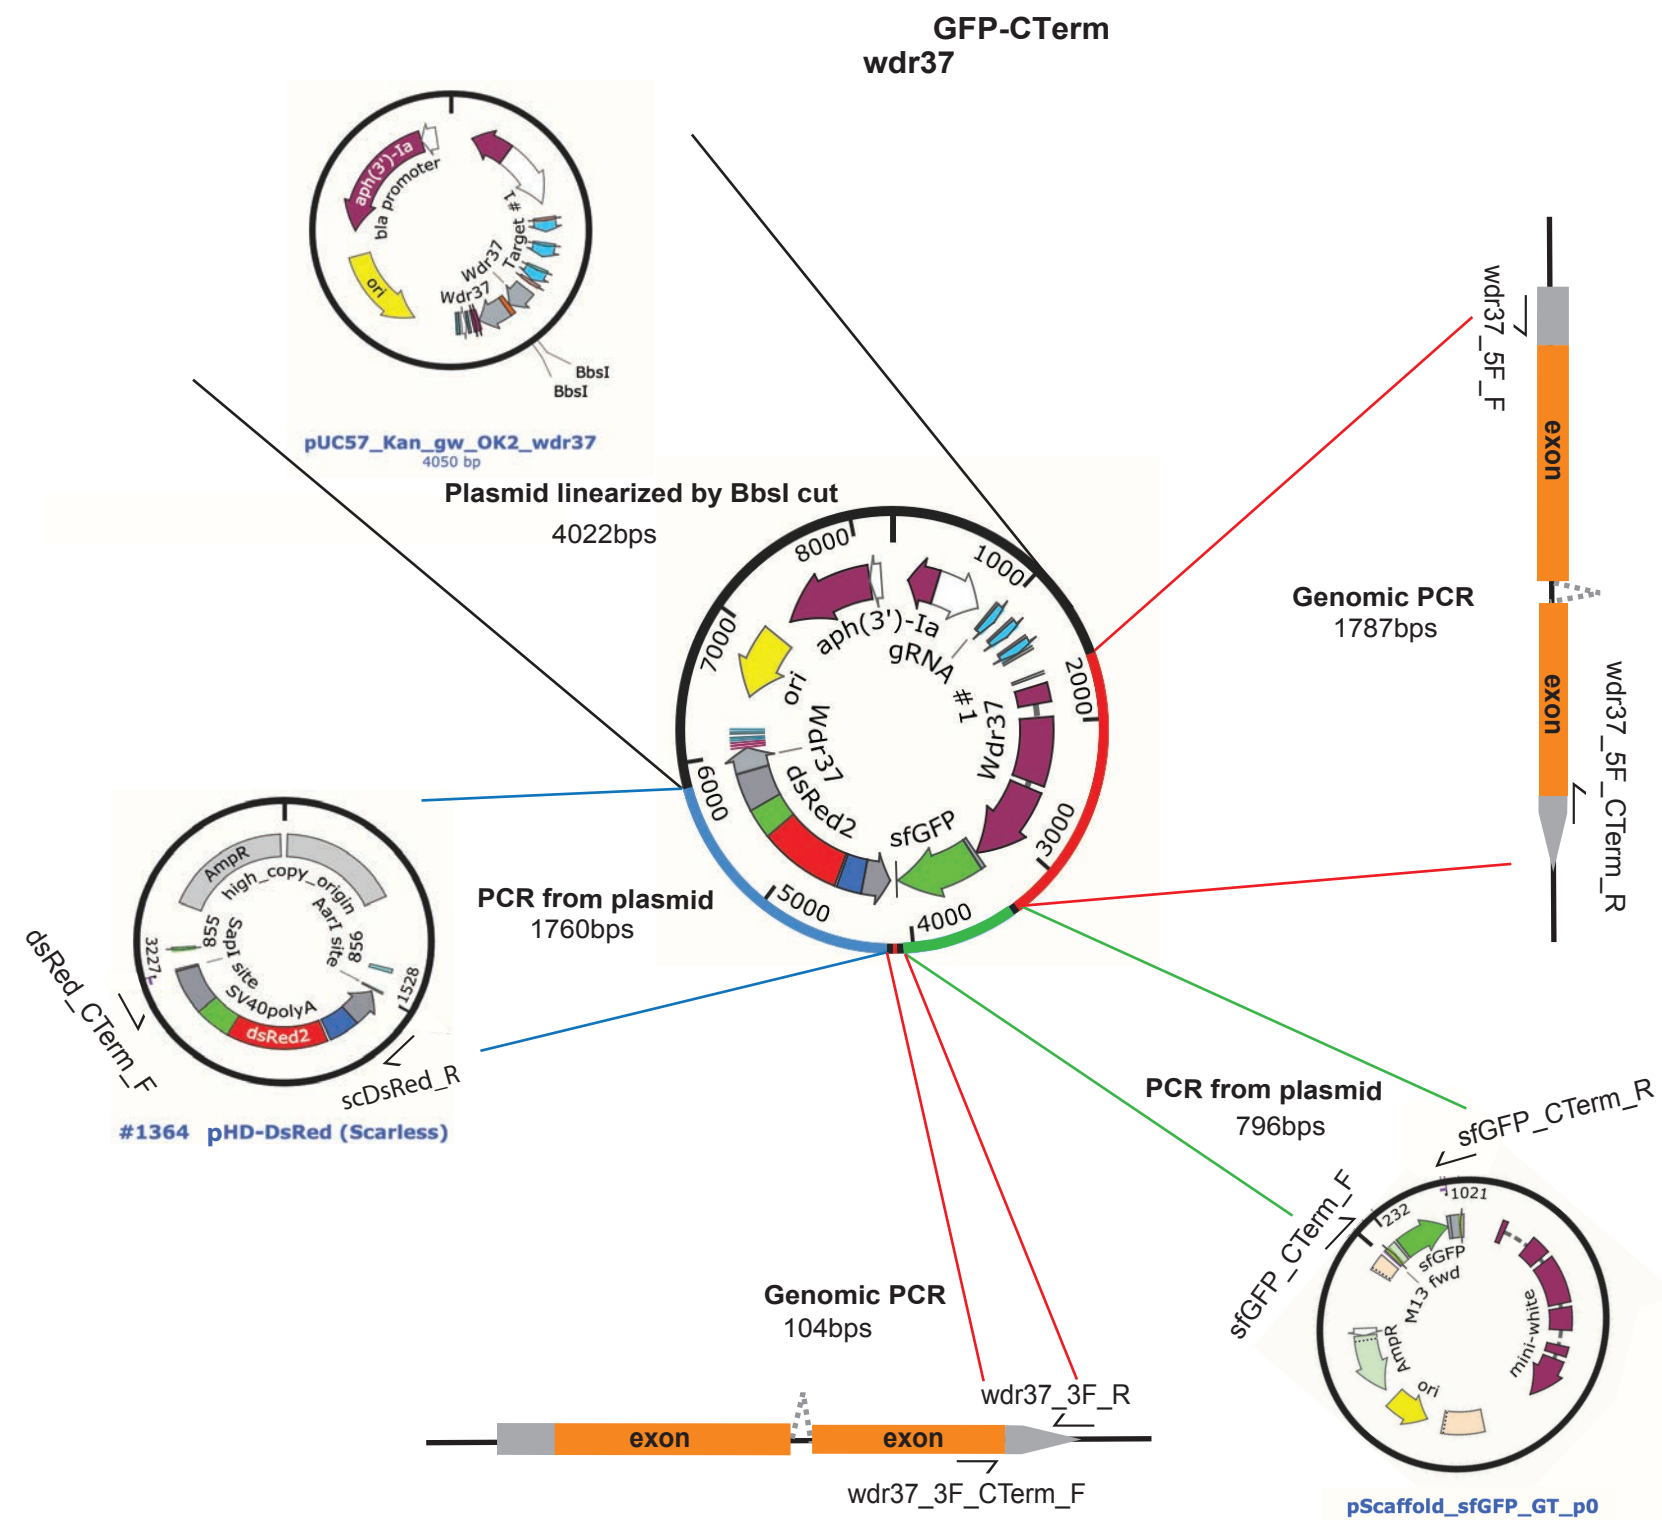 GFP-CTerm
wdr37
aph(3')-Ia
bla promoter
ori
Target #1
Wdr37
Wdr37
BbsI
BbsI
pUC57_Kan_gw_OK2_wdr37
4050 bp
Plasmid linearized by BbsI cut
4022bps
8000
1000
7000
2000
6000
3000
5000
4000
aph(3')-Ia
gRNA #1
ori
Wdr37
Wdr37
dsRed2
sfGFP
wdr37_5F_F
exon
exon
wdr37_5F_CTerm_R
Genomic PCR
1787bps
PCR from plasmid
1760bps
AmpR
high_copy_origin
855
SapI site
AarI site
856
3227
1528
SV40polyA
dsRed2
dsRed_CTerm_F
scDsRed_R
#1364 pHD-DsRed (Scarless)
PCR from plasmid
796bps
sfGFP_CTerm_R
sfGFP_CTerm_F
232
1021
sfGFP
M13 fwd
AmpR
ori
mini-white
pScaffold_sfGFP_GT_p0
Genomic PCR
104bps
wdr37_3F_R
exon
exon
wdr37_3F_CTerm_F